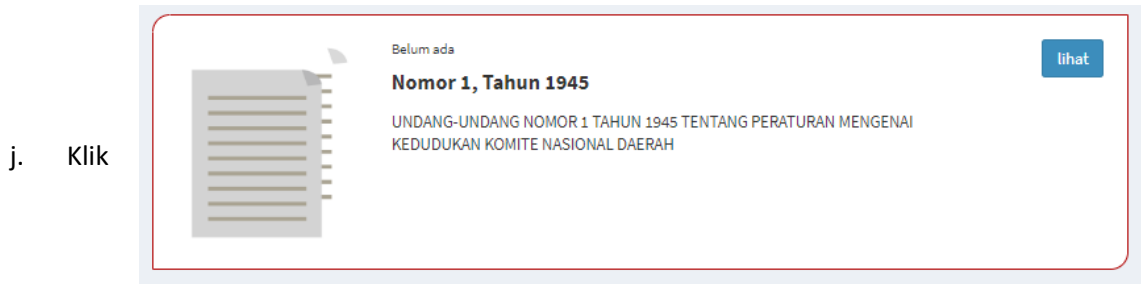 Belum ada
lihat
Nomor 1, Tahun 1945
UNDANG-UNDANG NOMOR 1 TAHUN 1945 TENTANG PERATURAN MENGENAI
KEDUDUKAN KOMITE NASIONAL DAERAH
j. Klik